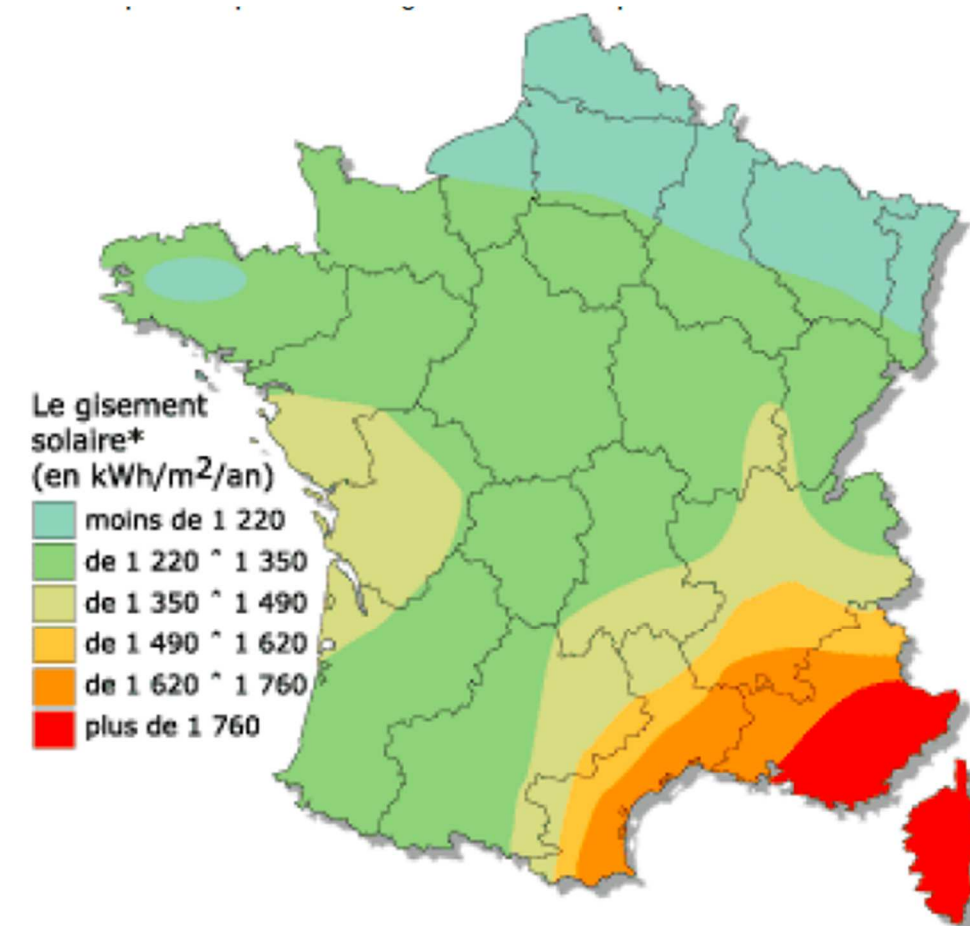 Le gisement
solaire*
(en kWh/m2/an)
moins de 1 220
de 1 220 ˆ 1 350
de 1 350 ˆ 1 490
de 1 490 ˆ 1 620
de 1 620 ˆ 1 760
plus de 1 760